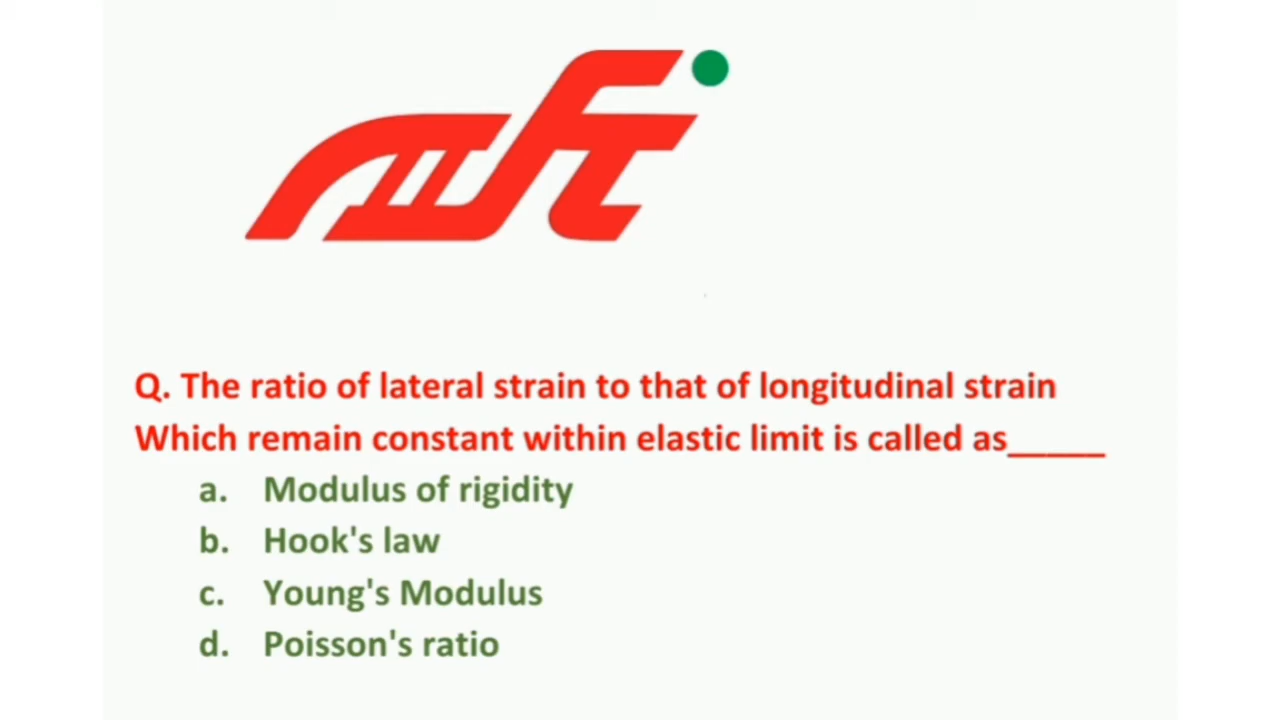 Q. The ratio of lateral strain to that of longitudinal strain
Which remain constant within elastic limit is called as_____
a. Modulus of rigidity
b. Hook's law
c. Young's Modulus
d. Poisson's ratio